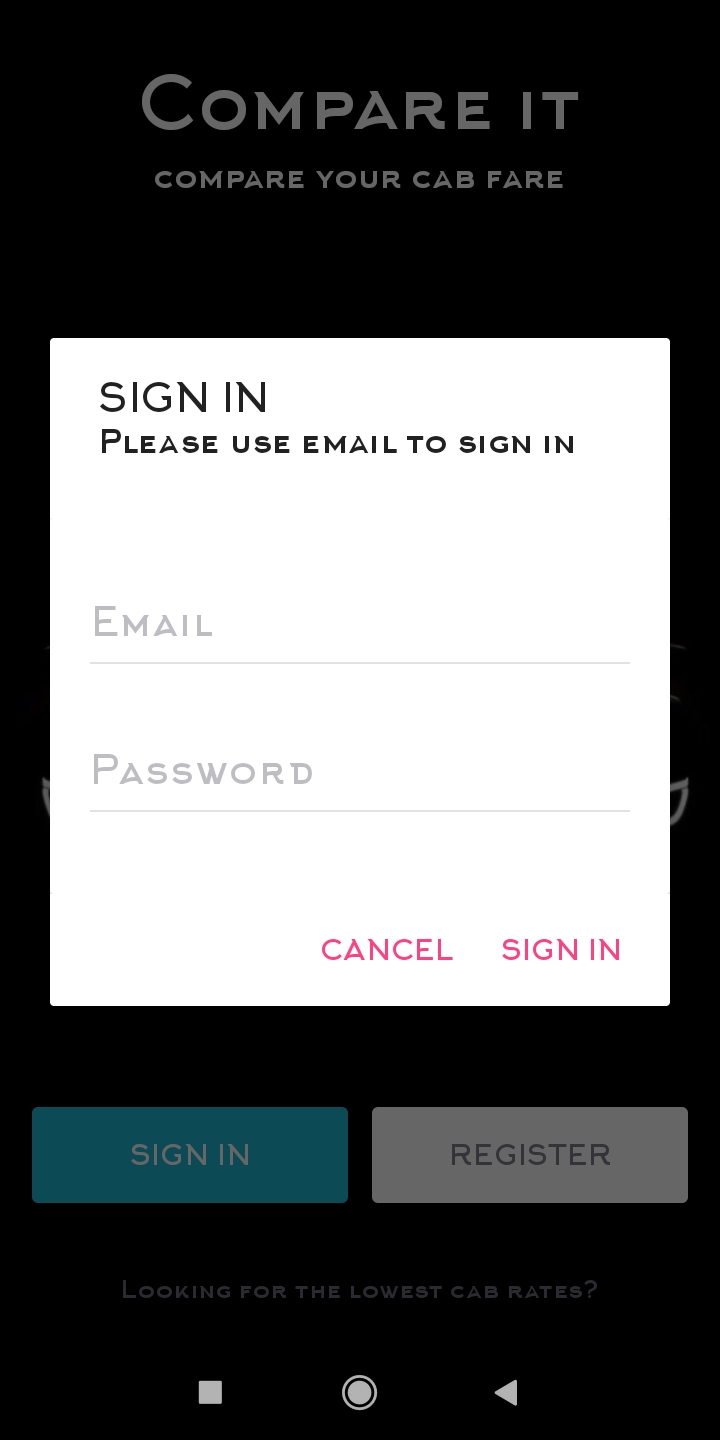 Compare it
compare your cab fare
SIGN IN
Please use email to sign in
Email
Password
CANCEL SIGN IN
SIGN IN REGISTER
Looking for the lowest cab rates?